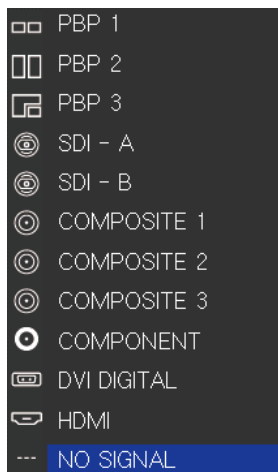 PBP 1
PBP 2
PBP 3
SDI - A
SDI - B
COMPOSITE 1
COMPOSITE 2
COMPOSITE 3
COMPONENT
DVI DIGITAL
HDMI
--- NO SIGNAL